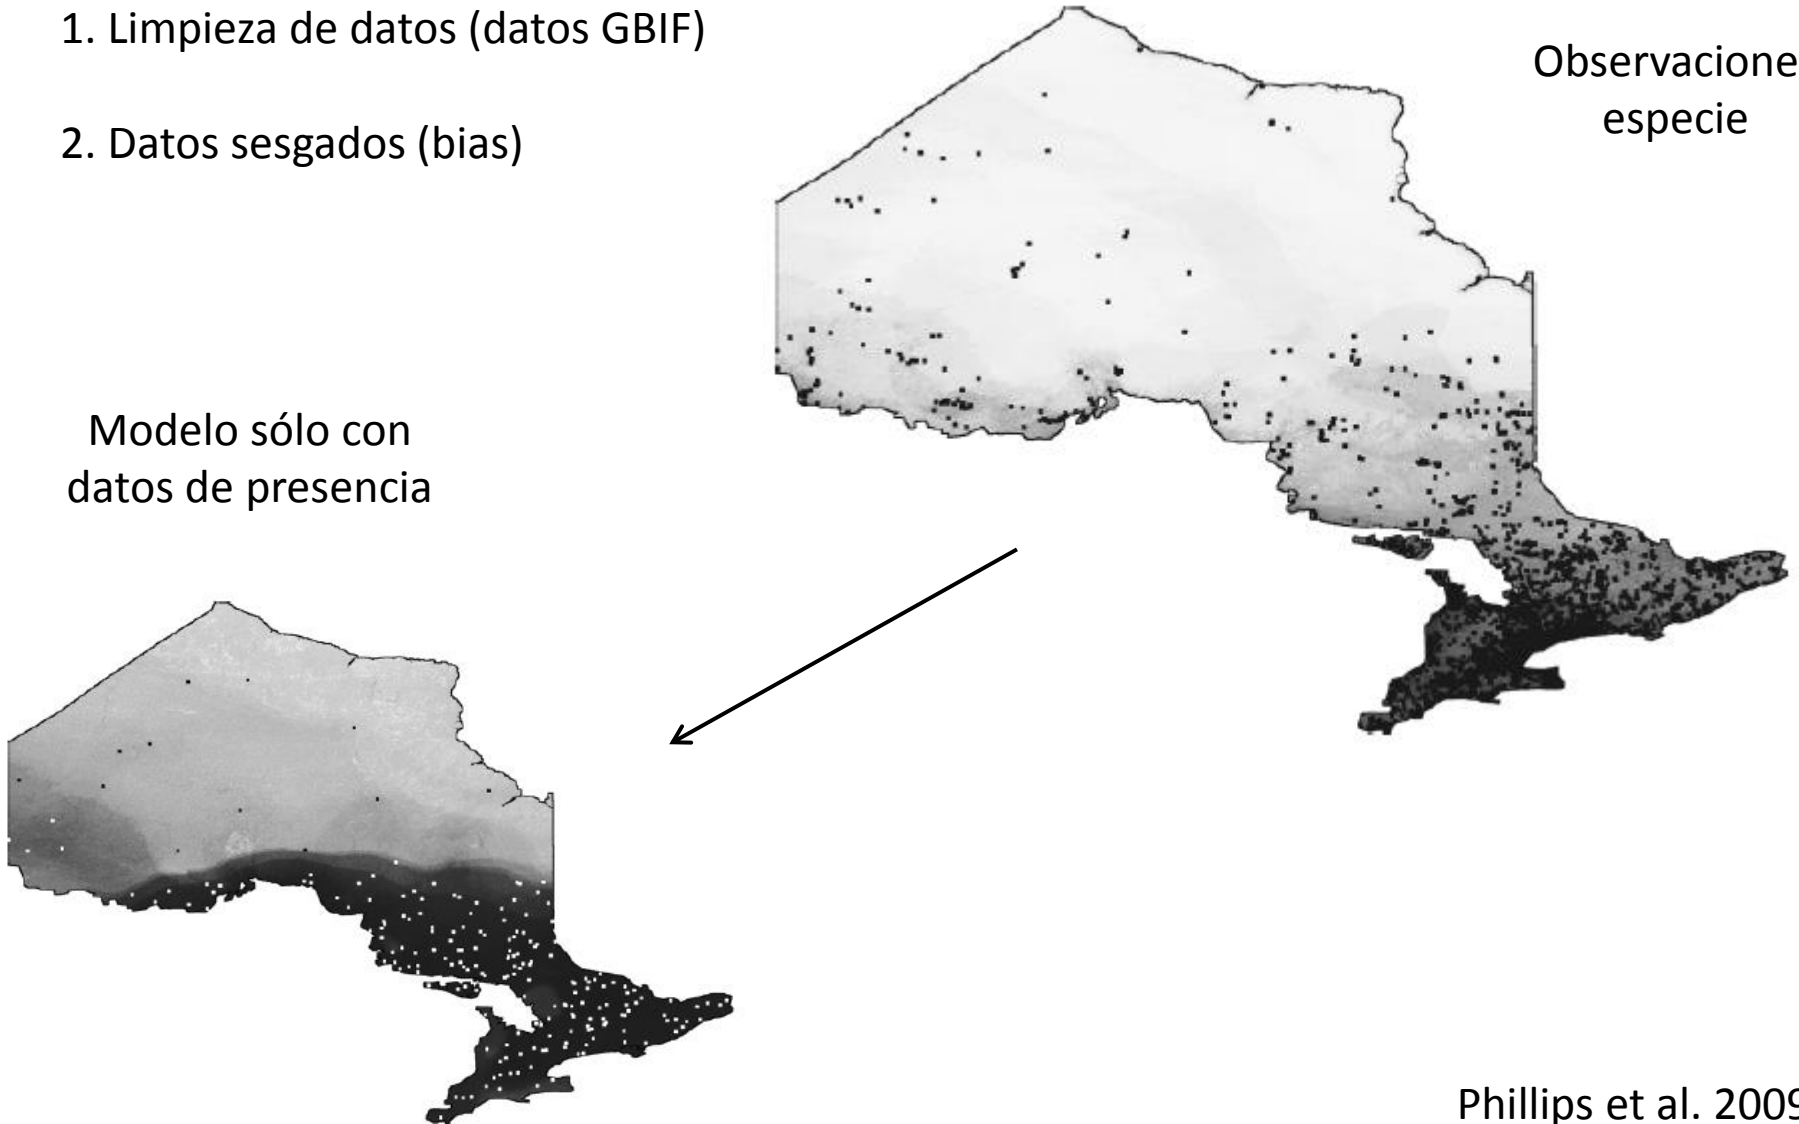 1. Limpieza de datos (datos GBIF)
2. Datos sesgados (bias)
Observacione
especie
Modelo sólo con
datos de presencia
Phillips et al. 2009